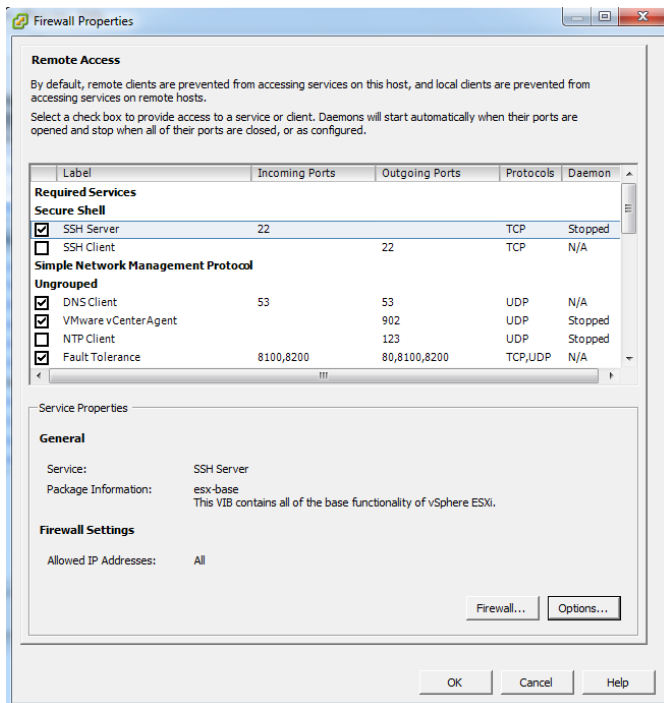 Firewall Properties
Remote Access
By default, remote clients are prevented from accessing services on this host, and local clients are prevented from
accessing services on remote hosts.
Select a check box to provide access to a service or client. Daemons will start automatically when their ports are
opened and stop when all of their ports are closed, or as configured.
Label Incoming Ports Outgoing Ports Protocols Daemon
Required Services
Secure Shell
SSH Server 22 TCP Stopped
SSH Client 22 TCP N/A
Simple Network Management Protocol
Ungrouped
DNS Client 53 53 UDP N/A
VMware vCenterAgent 902 UDP Stopped
NTP Client 123 UDP Stopped
Fault Tolerance 8100,8200 80,8100,8200 TCP,UDP N/A
Service Properties
General
Service: SSH Server
Package Information: esx-base
This VIB contains all of the base functionality of vSphere ESXi.
Firewall Settings
Allowed IP Addresses: All
Firewall... Options...
OK Cancel Help